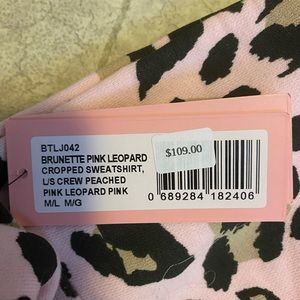 BTLJ042
BRUNETTE PINK LEOPARD
CROPPED SWEATSHIRT,
L/S CREW PEACHED
PINK LEOPARD PINK
M/L M/G
$109.00
0 689284 182406